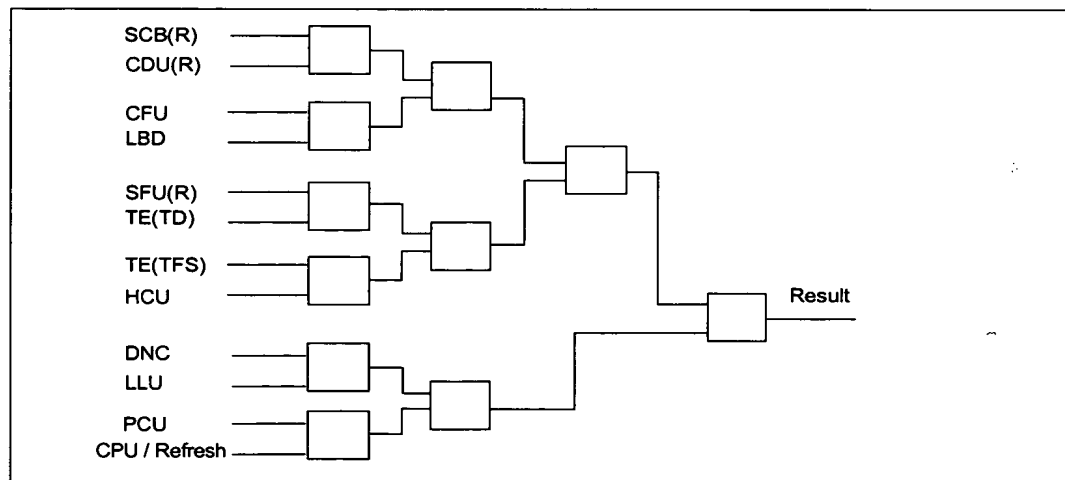 SCB(R)
CDU(R)
CFU
LBD
SFU(R)
TE(TD)
TE(TFS)
HCU
Result
DNC
LLU
PCU
CPU / Refresh